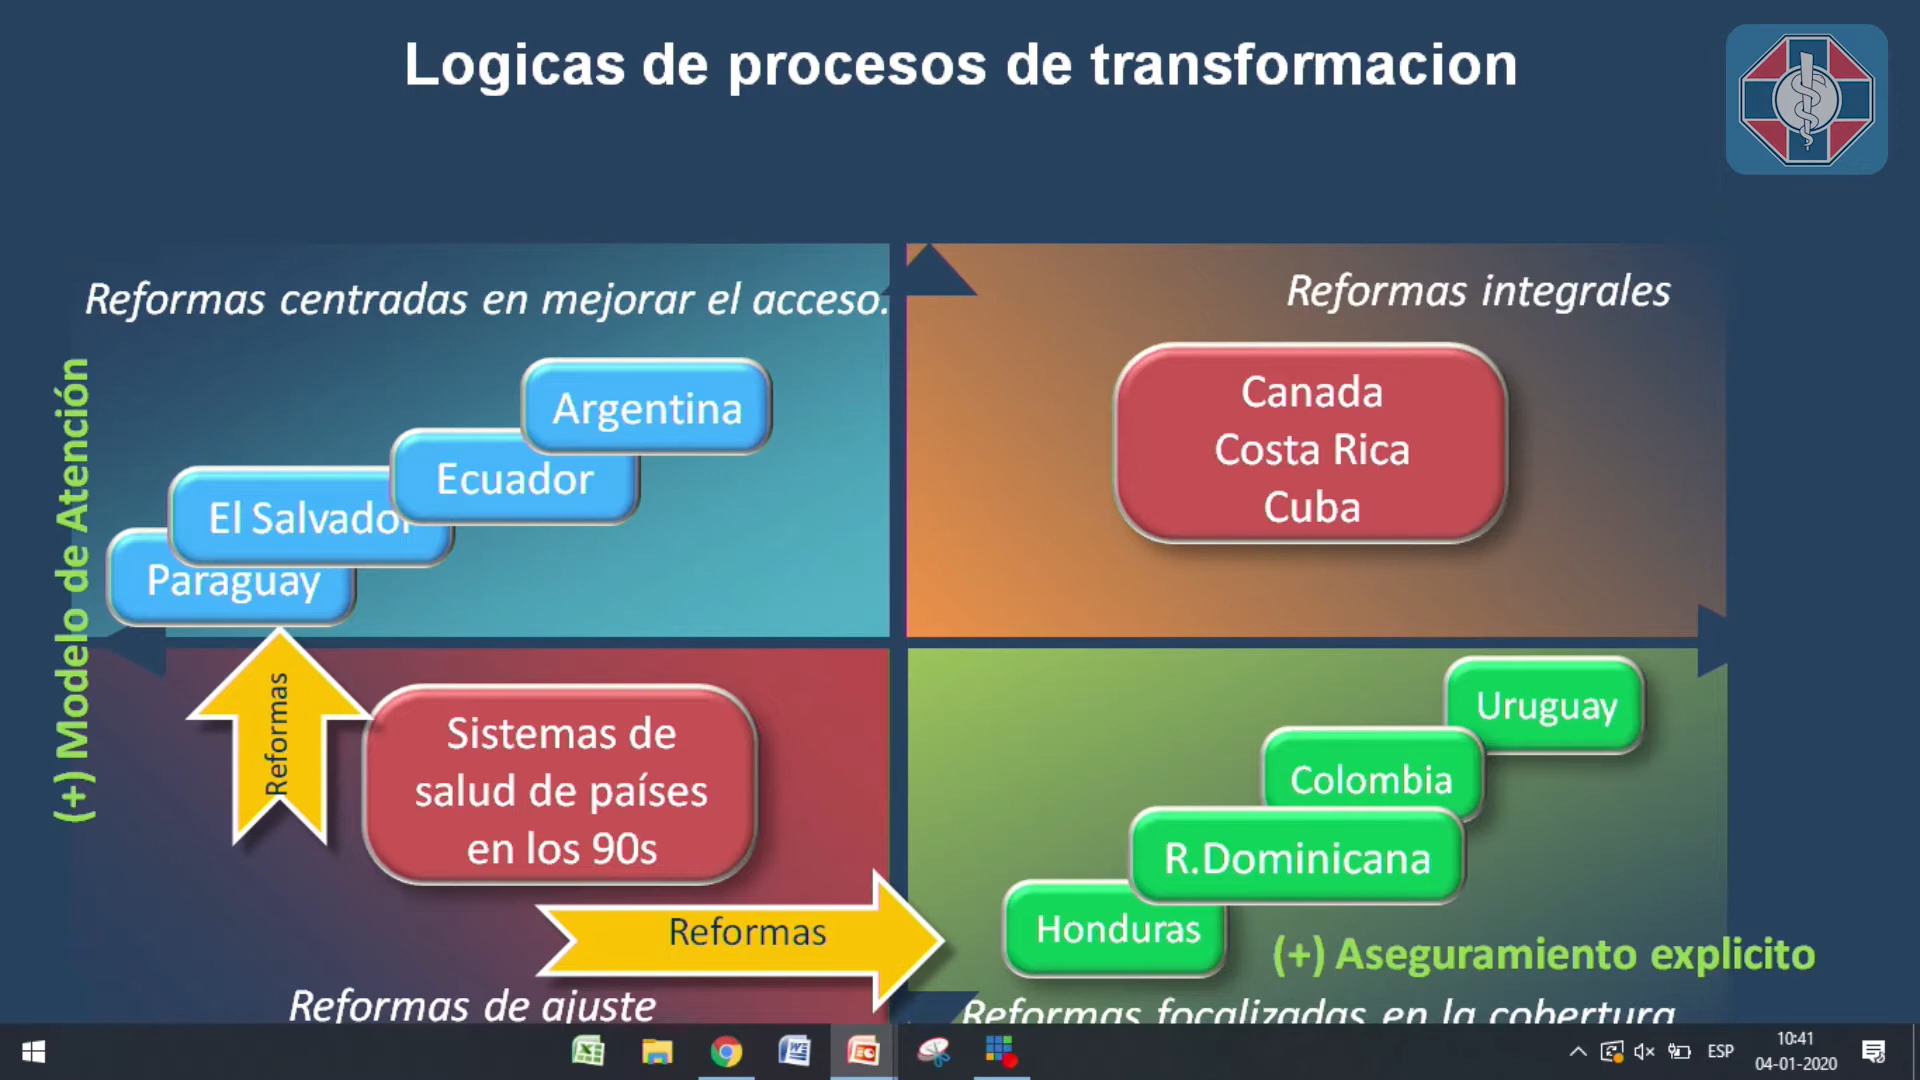 Logicas de procesos de transformacion
Reformas centradas en mejorar el acceso.
Reformas integrales
Argentina
Ecuador
El Salvador
Paraguay
Canada
Costa Rica
Cuba
(+) Modelo de Atención
Reformas
Sistemas de
salud de países
en los 90s
Reformas
Uruguay
Colombia
R.Dominicana
Honduras
(+) Aseguramiento explicito
Reformas de ajuste
Reformas focalizadas en la cobertura
ESP
10:41
04-01-2020